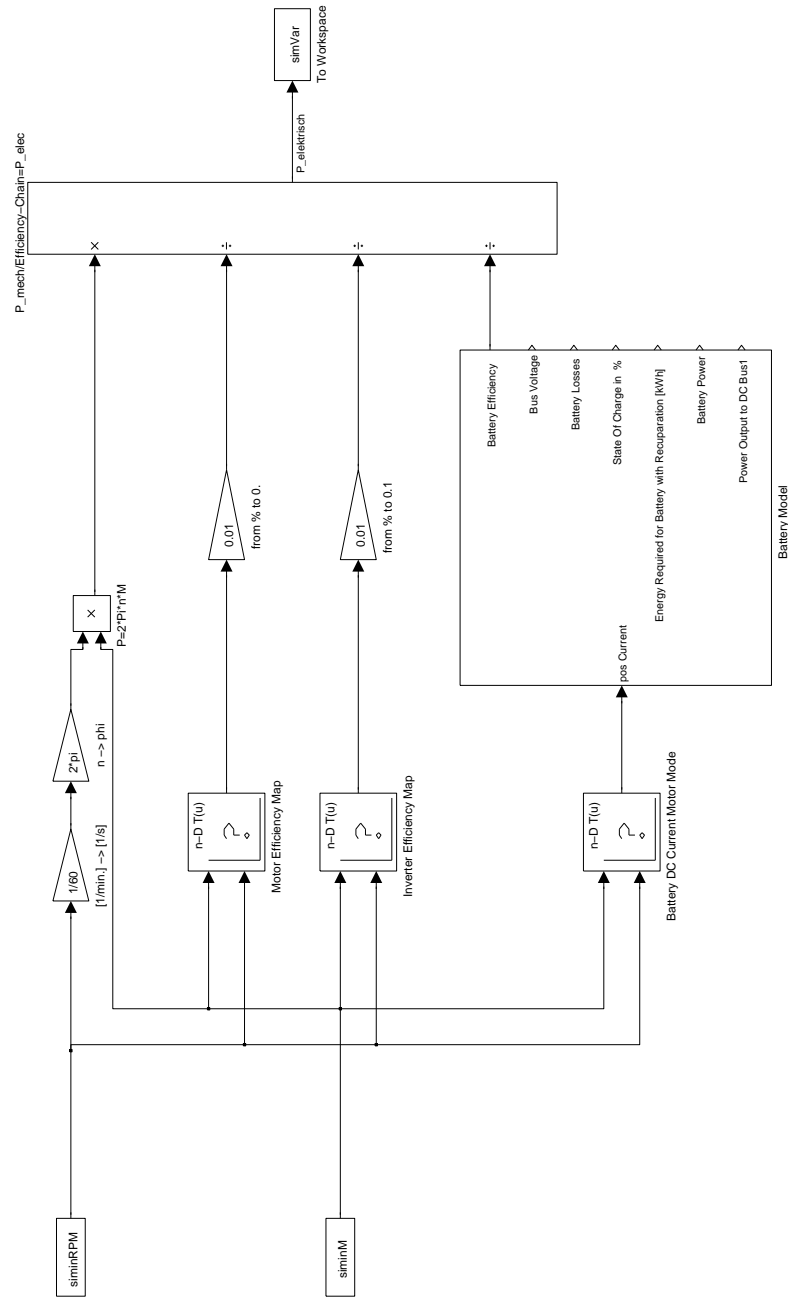 siminRPM
siminM
1/60
[1/min.] −> [1/s]
2*pi
n −> phi
×
P=2*Pi*n*M
n−D T(u)
Motor Efficiency Map
0.01
from % to 0.
n−D T(u)
Inverter Efficiency Map
0.01
from % to 0.1
n−D T(u)
Battery DC Current Motor Mode
pos Current
Battery Efficiency
Bus Voltage
Battery Losses
State Of Charge in  %
Energy Required for Battery with Recuparation [kWh]
Battery Power
Power Output to DC Bus1
Battery Model
×
÷
÷
÷
P_mech/Efficiency−Chain=P_elec
P_elektrisch
simVar
To Workspace